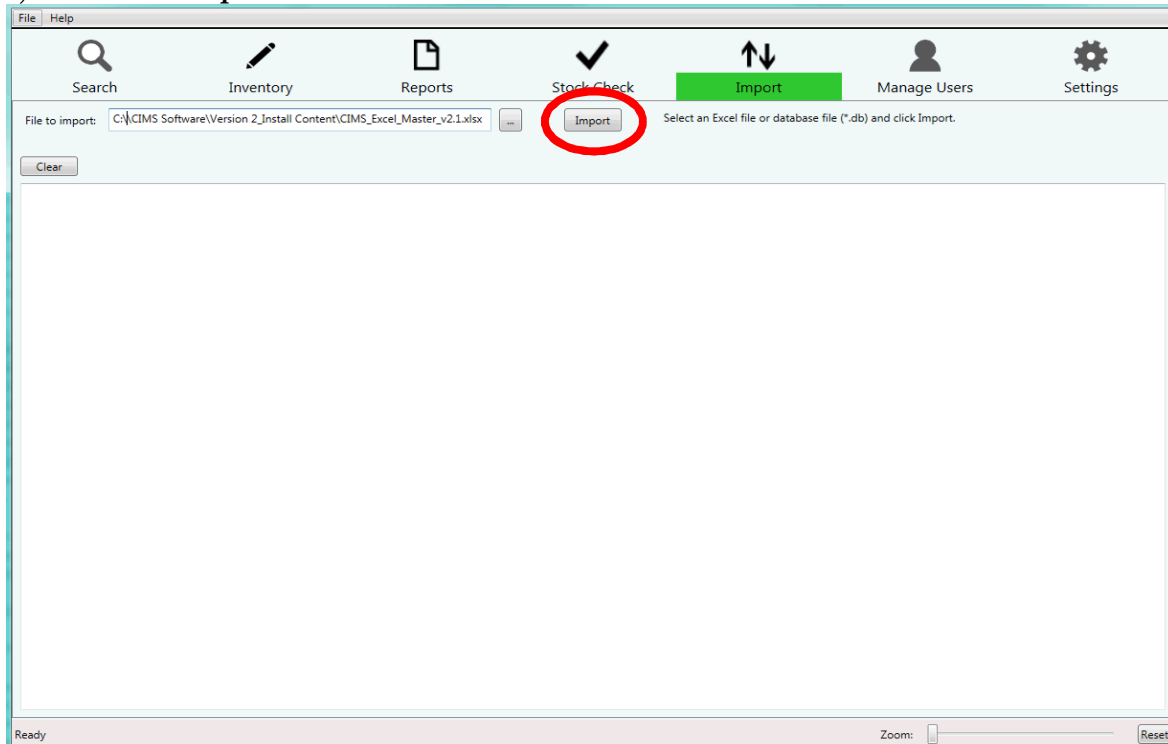 File Help
Search Inventory Reports Stock Check Import Manage Users Settings
File to import: C:\\CIMS Software\Version 2_Install Content\CIMS_Excel_Master_v2.1.xlsx ... Import Select an Excel file or database file (*.db) and click Import.
Clear
Ready Zoom: Reset